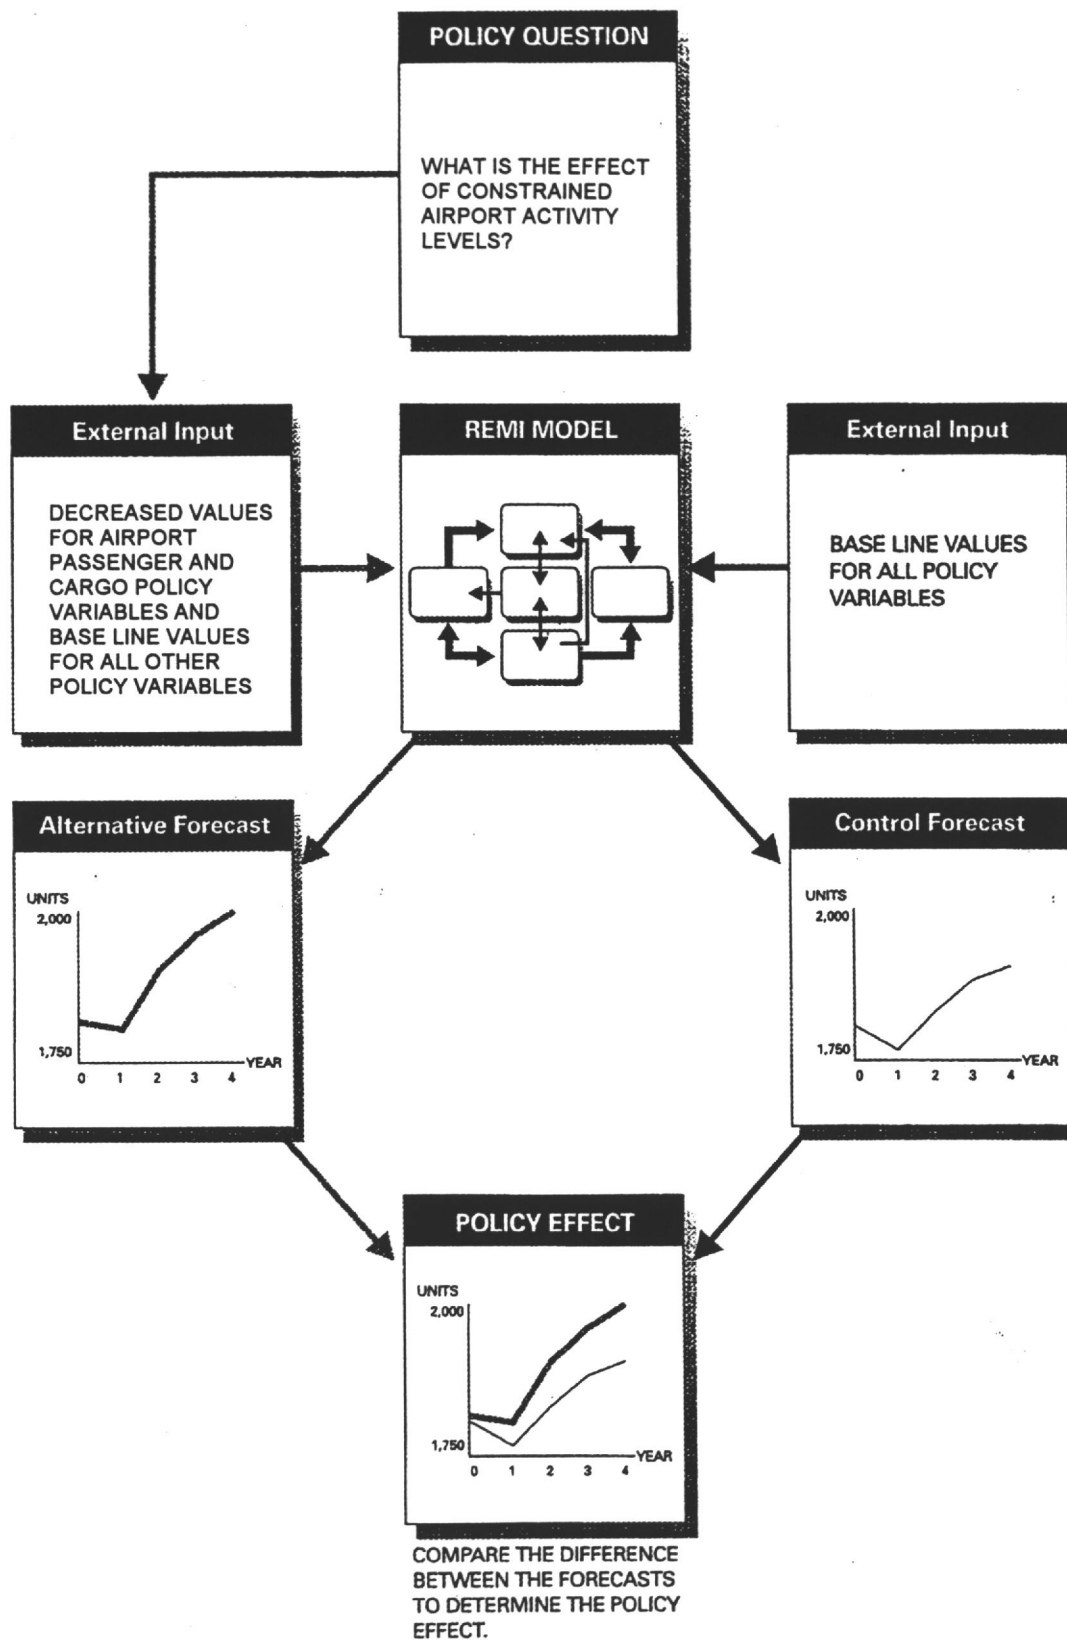 POLICY QUESTION
WHAT IS THE EFFECT
OF CONSTRAINED
AIRPORT ACTIVITY
LEVELS?
External Input
DECREASED VALUES
FOR AIRPORT
PASSENGER AND
CARGO POLICY
VARIABLES AND
BASE LINE VALUES
FOR ALL OTHER
POLICY VARIABLES
REMI MODEL
External Input
BASE LINE VALUES
FOR ALL POLICY
VARIABLES
Alternative Forecast
UNITS
2,000
1,750
YEAR
0 1 2 3 4
Control Forecast
UNITS
2,000
1,750
YEAR
0 1 2 3 4
POLICY EFFECT
UNITS
2,000
1,750
YEAR
0 1 2 3 4
COMPARE THE DIFFERENCE
BETWEEN THE FORECASTS
TO DETERMINE THE POLICY
EFFECT.